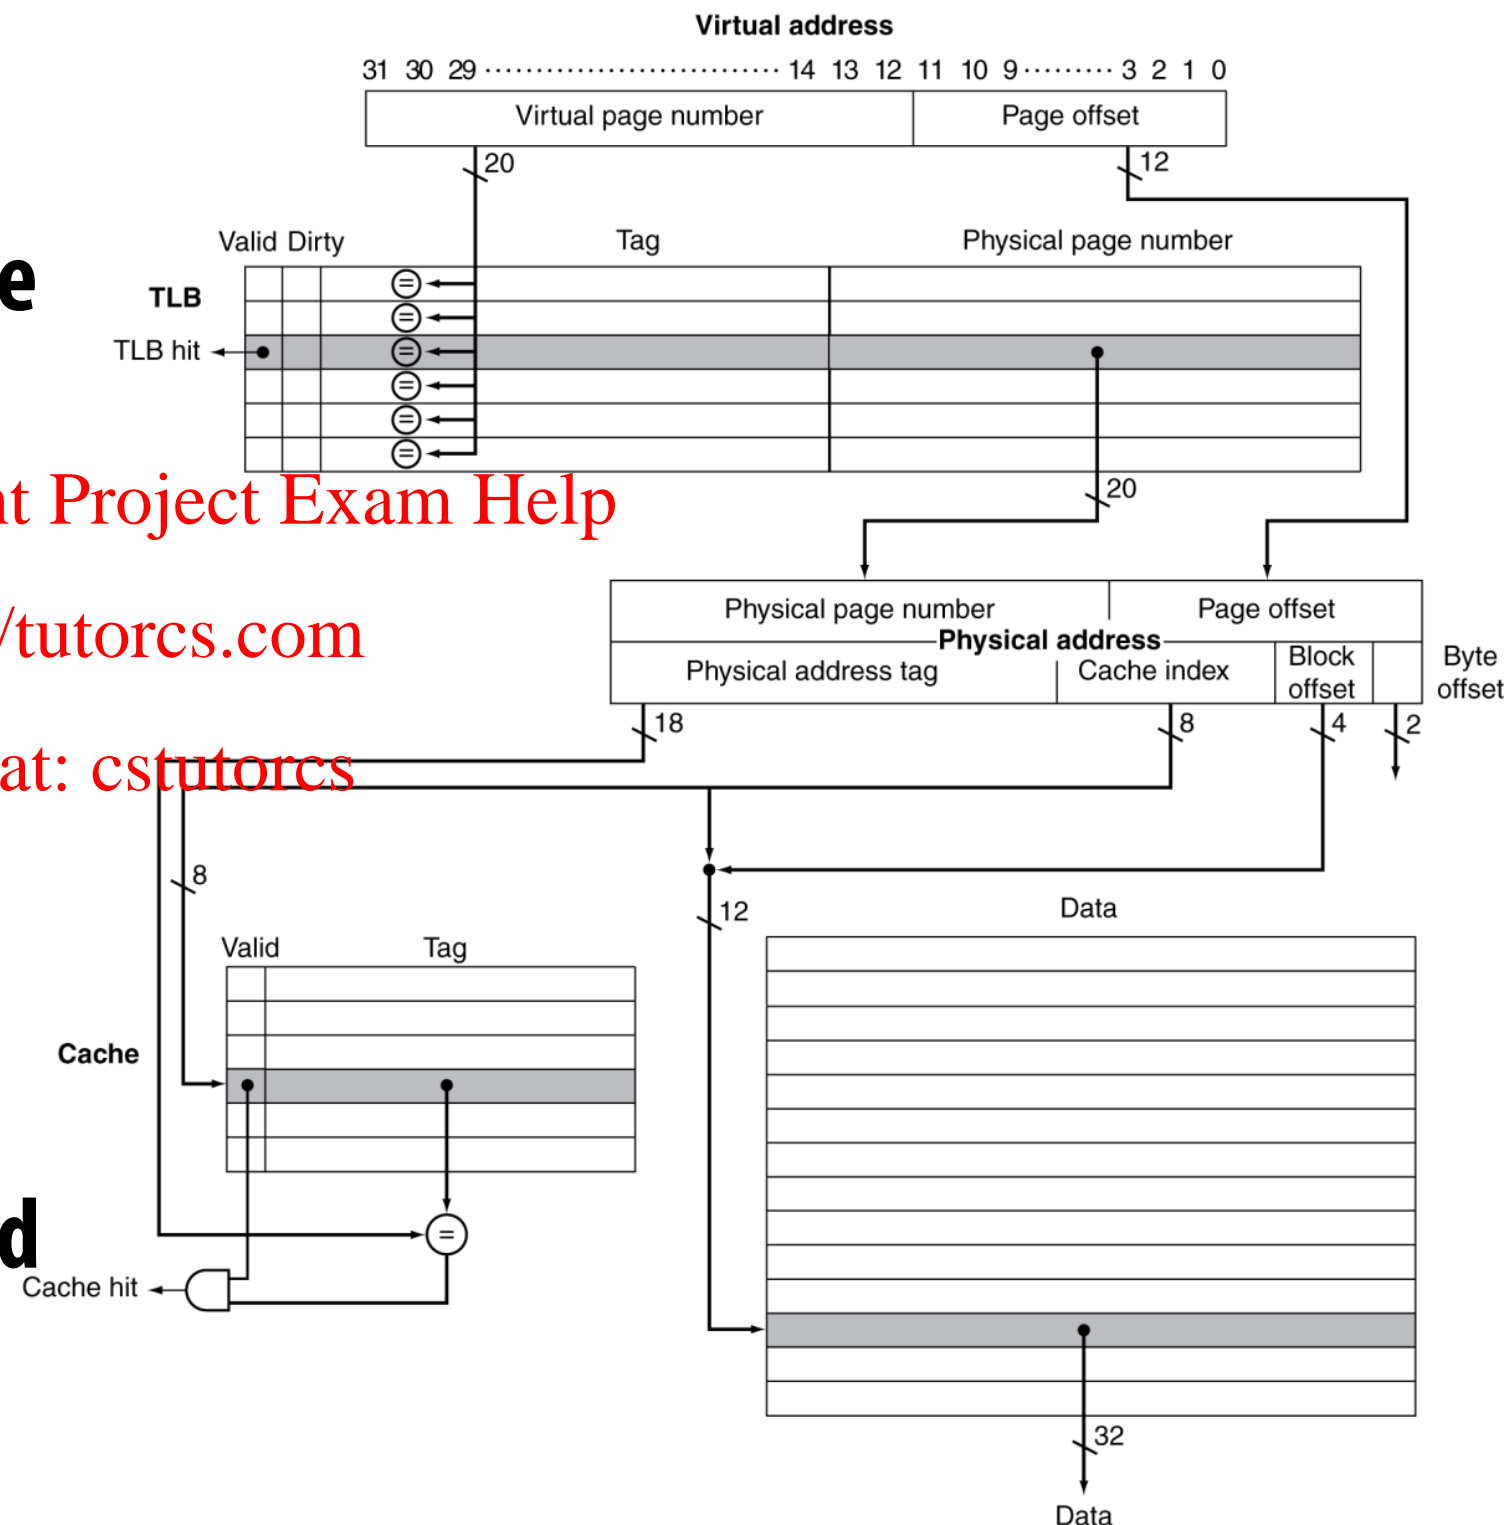 Virtual address
31 30 29 ............................ 14 13 12 11 10 9 ......... 3 2 1 0
Virtual page number Page offset
20 12
Valid Dirty Tag Physical page number
e
TLB
=
=
TLB hit =
=
=
=
nt Project Exam Help
20
Physical page number Page offset
/tutorcs.com
Physical address
Physical address tag Cache index Block offset Byte offset
18 8 4 2
at: cstutorcs
8
12
Data
Valid Tag
Cache
d
=
Cache hit
32
Data